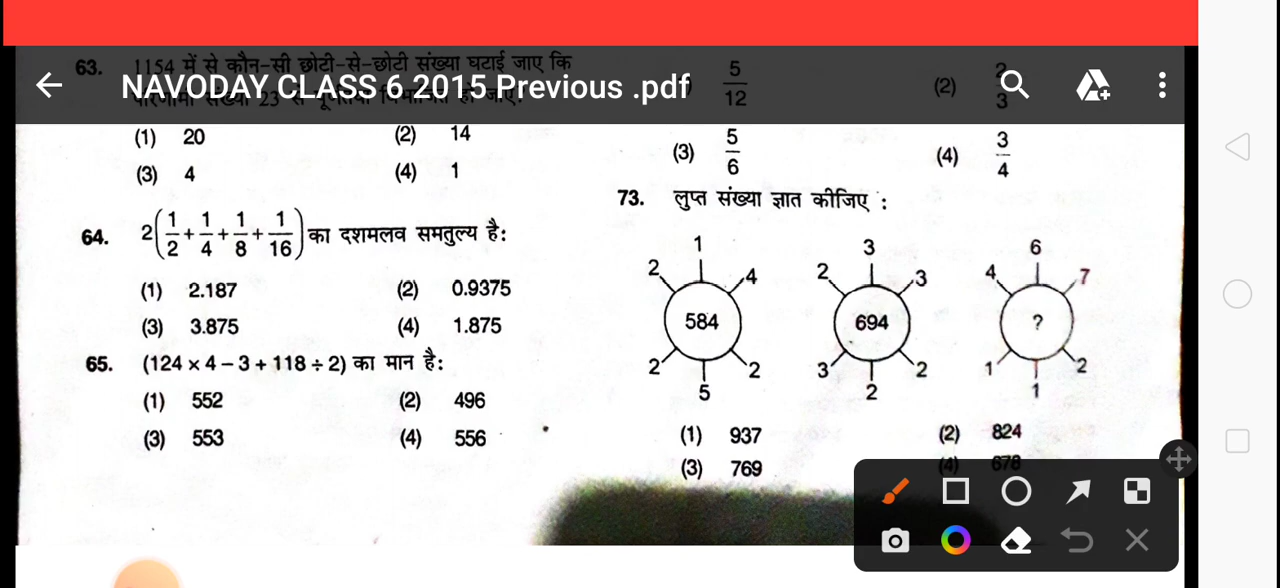 63. 1154 में से कौन-सी छोटी-से-छोटी संख्या घटाई जाए कि
NAVODAY CLASS 6 2015 Previous .pdf
संख्या 23
(1) 20 (2) 14
(3) 4 (4) 1
64. 2(1/2 + 1/4 + 1/8 + 1/16) का दशमलव समतुल्य है:
(1) 2.187 (2) 0.9375
(3) 3.875 (4) 1.875
65. (124 × 4 – 3 + 118 ÷ 2) का मान है:
(1) 552 (2) 496
(3) 553 (4) 556
5/12 (2) 2/3
(3) 5/6 (4) 3/4
73. लुप्त संख्या ज्ञात कीजिए :
1 3 6
2 4 2 3 4 7
584 694 ?
2 2 3 2 1 2
5 2 1
(1) 937 (2) 824
(3) 769 (4) 678